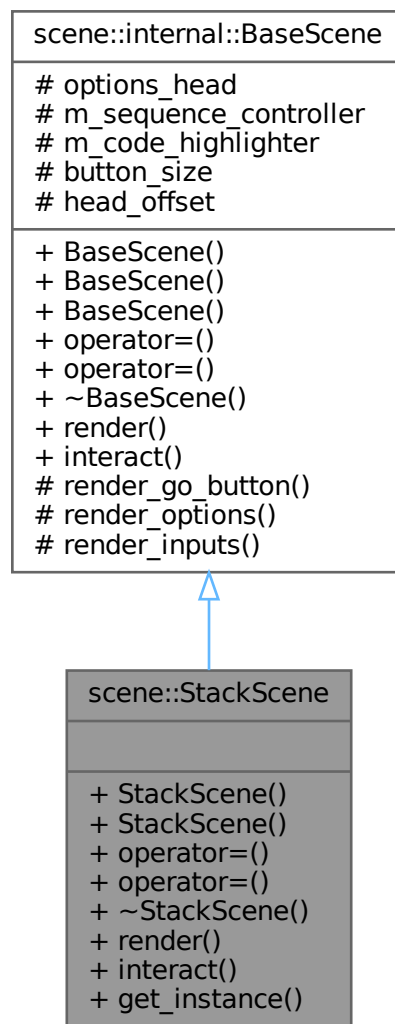 scene::internal::BaseScene
# options_head
# m_sequence_controller
# m_code_highlighter
# button_size
# head_offset
+ BaseScene()
+ BaseScene()
+ BaseScene()
+ operator=()
+ operator=()
+ ~BaseScene()
+ render()
+ interact()
# render_go_button()
# render_options()
# render_inputs()
scene::StackScene
+ StackScene()
+ StackScene()
+ operator=()
+ operator=()
+ ~StackScene()
+ render()
+ interact()
+ get_instance()